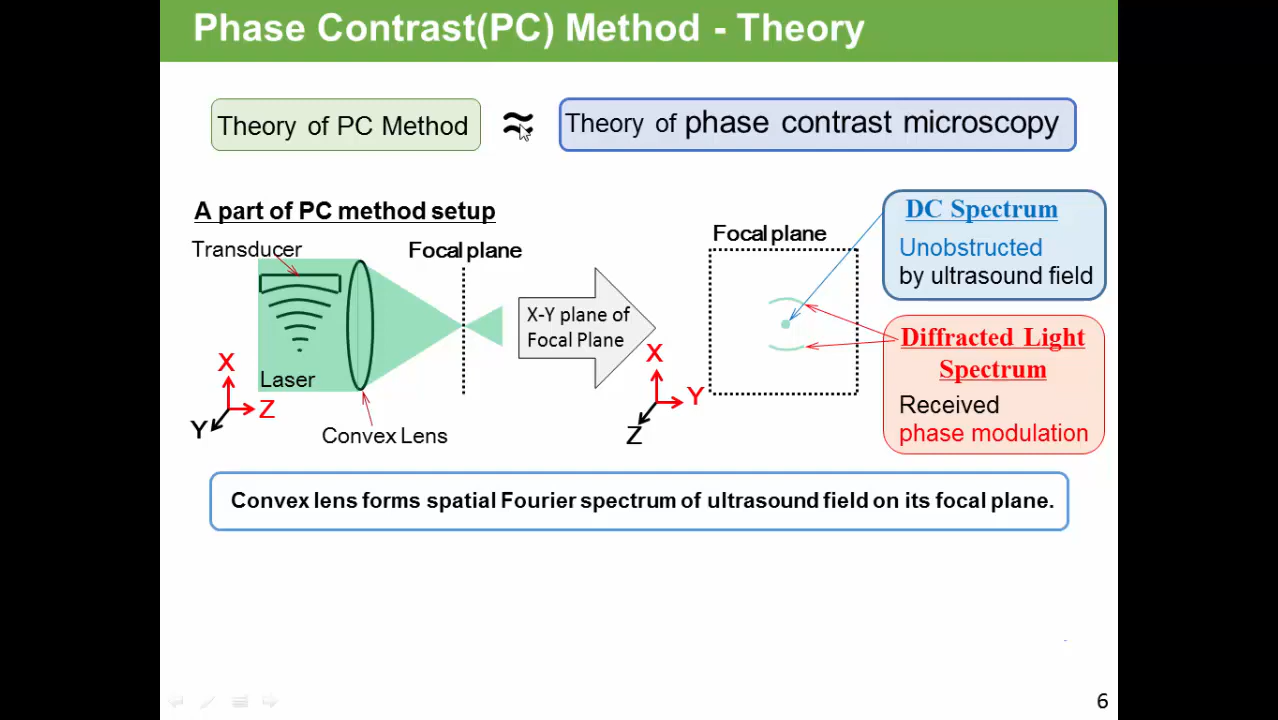 Phase Contrast(PC) Method - Theory
Theory of PC Method
≈
Theory of phase contrast microscopy
A part of PC method setup
Transducer
Focal plane
Laser
X
Z
Y
Convex Lens
X-Y plane of
Focal Plane
Focal plane
X
Y
Z
DC Spectrum
Unobstructed
by ultrasound field
Diffracted Light
Spectrum
Received
phase modulation
Convex lens forms spatial Fourier spectrum of ultrasound field on its focal plane.
6